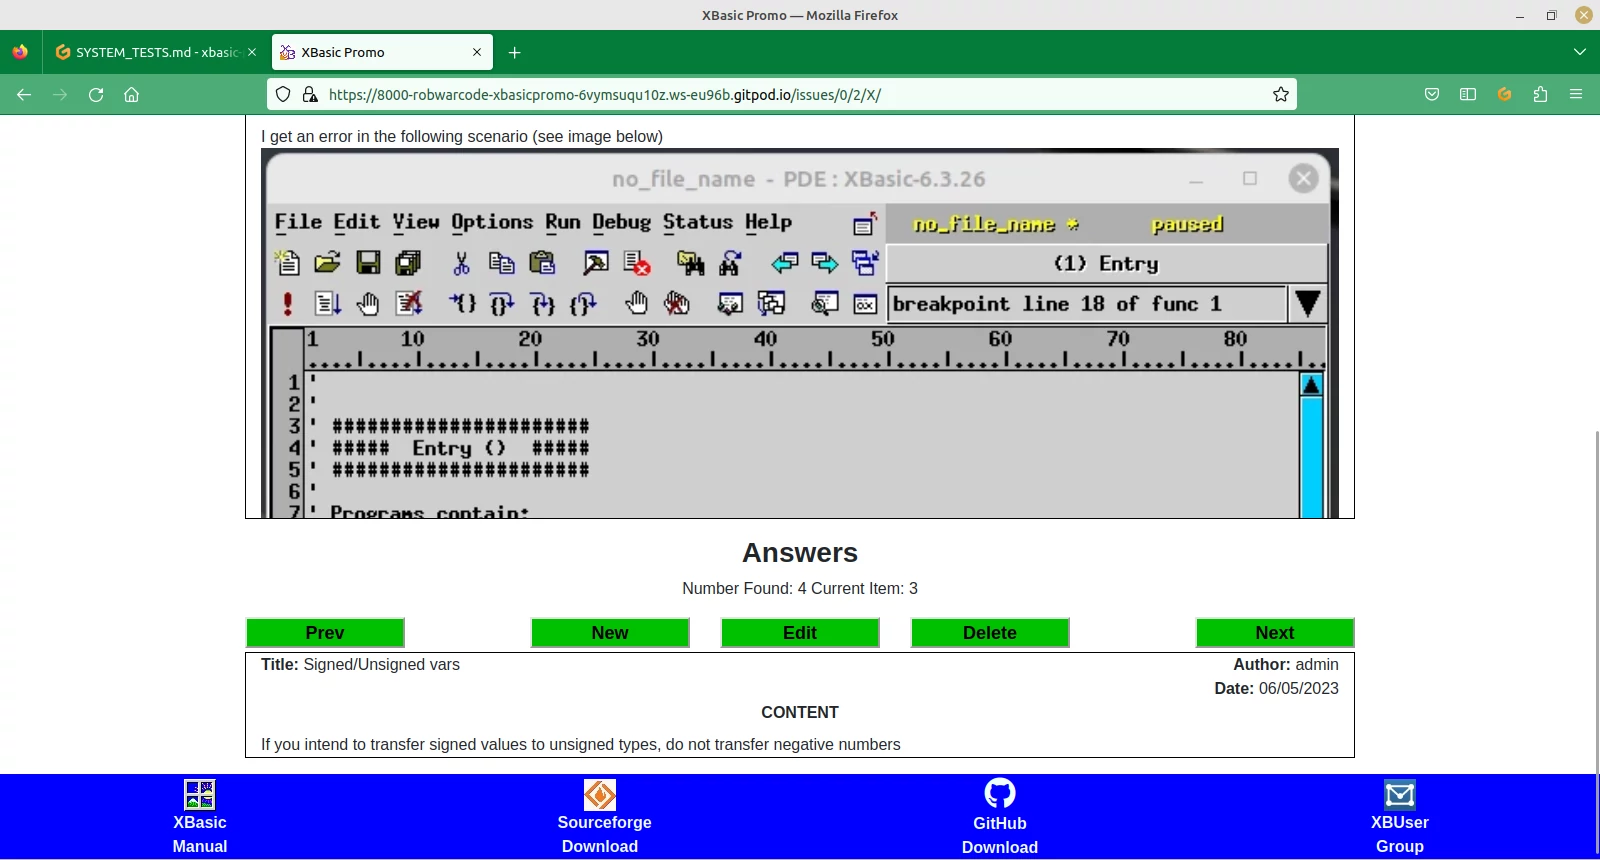 XBasic Promo — Mozilla Firefox
SYSTEM_TESTS.md - xbasic-
XBasic Promo
https://8000-robwarcode-xbasicpromo-6vymsuqu10z.ws-eu96b.gitpod.io/issues/0/2/X/
I get an error in the following scenario (see image below)
no_file_name - PDE : XBasic-6.3.26
File Edit View Options Run Debug Status Help
no_file_name * paused
(1) Entry
breakpoint line 18 of func 1
1 10 20 30 40 50 60 70 80
1 '
2 '
3 ' ######################
4 ' ##### Entry () #####
5 ' ######################
6 '
7 ' Programs contain:
Answers
Number Found: 4 Current Item: 3
Prev New Edit Delete Next
Title: Signed/Unsigned vars Author: admin
Date: 06/05/2023
CONTENT
If you intend to transfer signed values to unsigned types, do not transfer negative numbers
XBasic
Manual
Sourceforge
Download
GitHub
Download
XBUser
Group